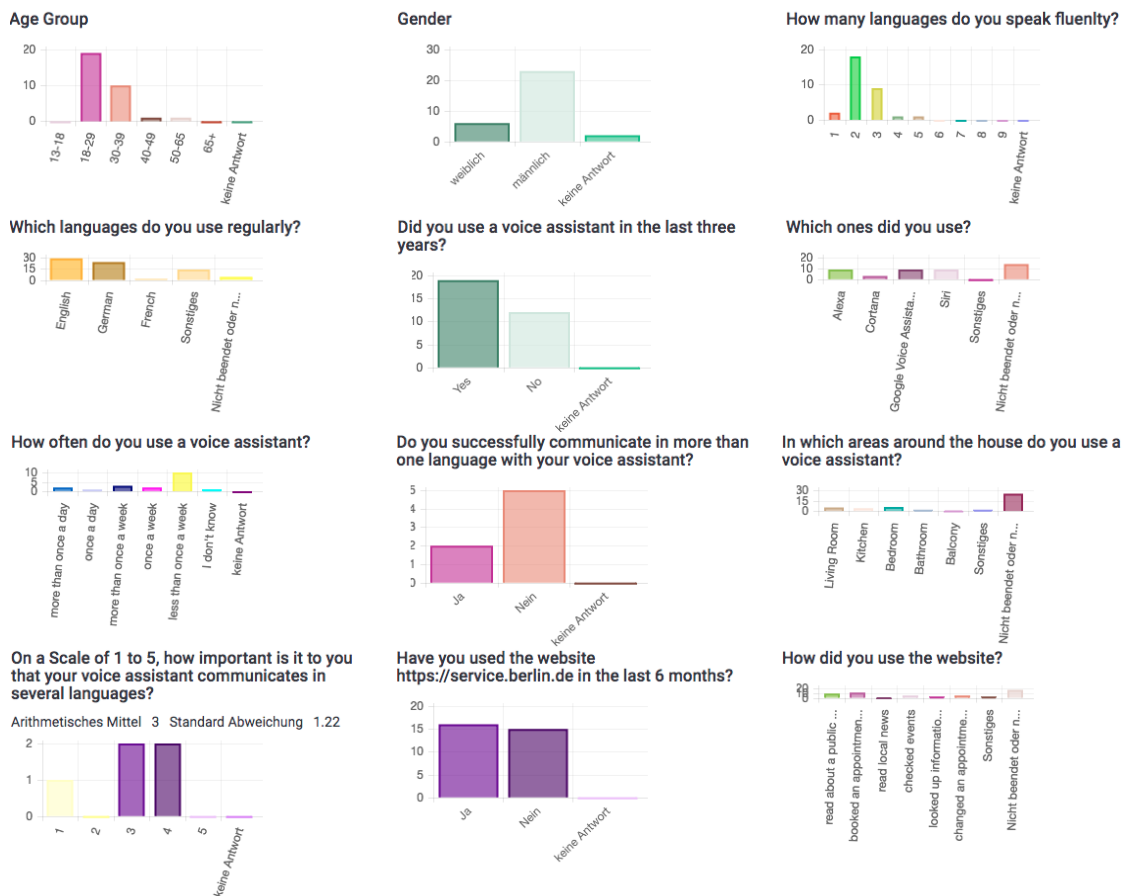 Age Group
20
10
0
13-18
18-29
30-39
40-49
50-65
65+
keine Antwort
Gender
30
20
10
0
weiblich
männlich
keine Antwort
How many languages do you speak fluenlty?
20
10
0
1
2
3
4
5
6
7
8
9
keine Antwort
Which languages do you use regularly?
30
15
0
English
German
French
Sonstiges
Nicht beendet oder n...
Did you use a voice assistant in the last three
years?
20
15
10
5
0
Yes
No
keine Antwort
Which ones did you use?
20
10
0
Alexa
Cortana
Google Voice Assista...
Siri
Sonstiges
Nicht beendet oder n...
How often do you use a voice assistant?
10
5
0
more than once a day
once a day
more than once a week
once a week
less than once a week
I don't know
keine Antwort
Do you successfully communicate in more than
one language with your voice assistant?
5
4
3
2
1
0
Ja
Nein
keine Antwort
In which areas around the house do you use a
voice assistant?
30
15
0
Living Room
Kitchen
Bedroom
Bathroom
Balcony
Sonstiges
Nicht beendet oder n...
On a Scale of 1 to 5, how important is it to you
that your voice assistant communicates in
several languages?
Arithmetisches Mittel 3 Standard Abweichung 1.22
2
1
0
1
2
3
4
5
keine Antwort
Have you used the website
https://service.berlin.de in the last 6 months?
20
15
10
5
0
Ja
Nein
keine Antwort
How did you use the website?
20
10
0
read about a public ...
booked an appointmen...
read local news
checked events
looked up informatio...
changed an appointme...
Sonstiges
Nicht beendet oder n...